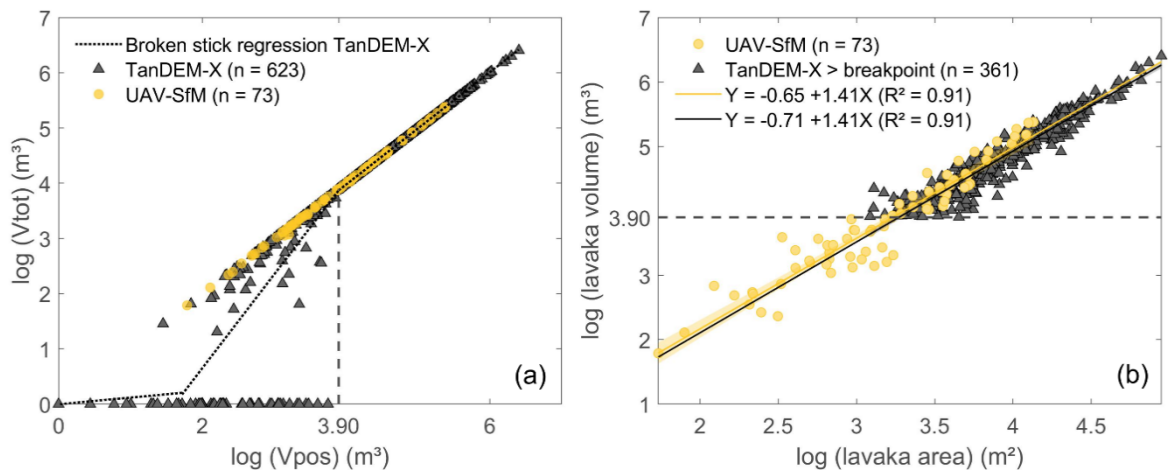 Broken stick regression TanDEM-X
TanDEM-X (n = 623)
UAV-SfM (n = 73)
log (Vtot) (m³)
6
5
4
3
2
1
0
0
2
3.90
6
log (Vpos) (m³)
(a)
UAV-SfM (n = 73)
TanDEM-X > breakpoint (n = 361)
Y = -0.65 +1.41X (R² = 0.91)
Y = -0.71 +1.41X (R² = 0.91)
log (lavaka volume) (m³)
7
6
5
3.90
3
2
1
2
2.5
3
3.5
4
4.5
log (lavaka area) (m²)
(b)